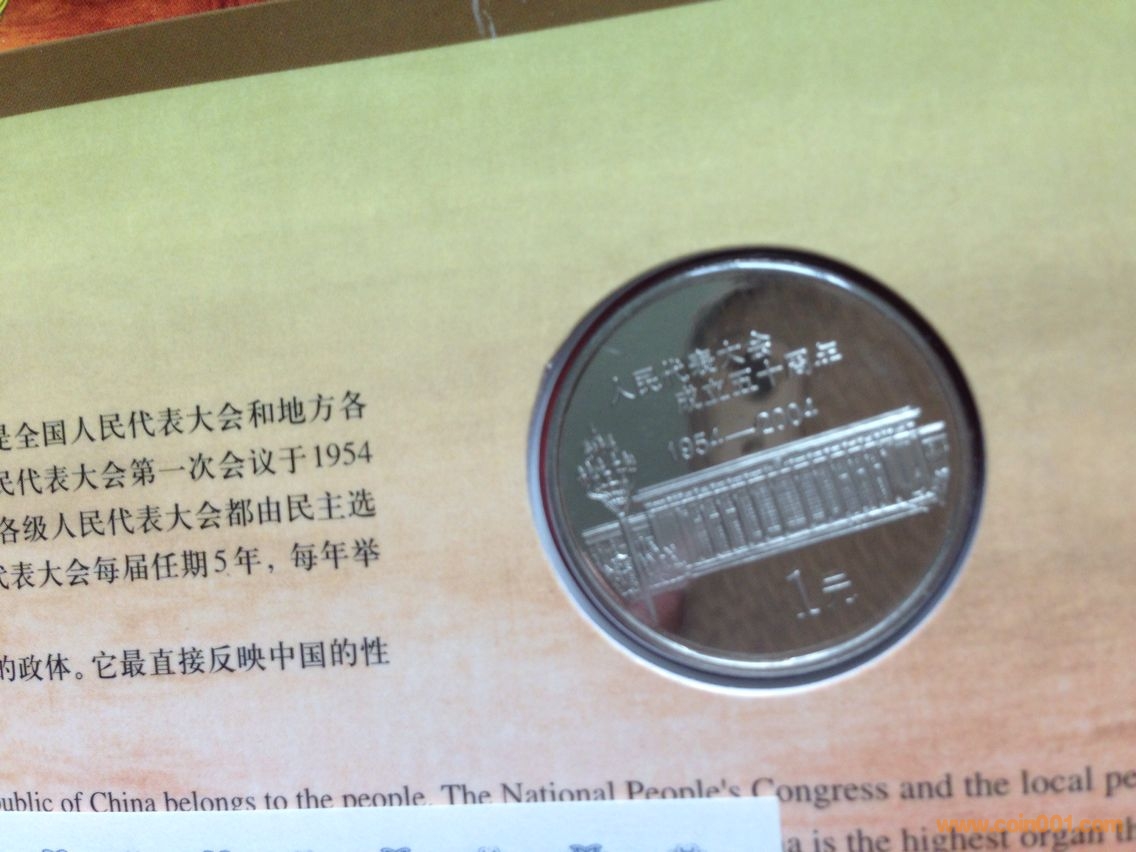 是全国人民代表大会和地方各
民代表大会第一次会议于1954
各级人民代表大会都由民主选
代表大会每届任期5年，每年举
的政体。它最直接反映中国的性
人民代表大会
成立五十周年
1954—2004
1元
public of China belongs to the people. The National People's Congress and the local pe
a is the highest organ th
www.coin001.com